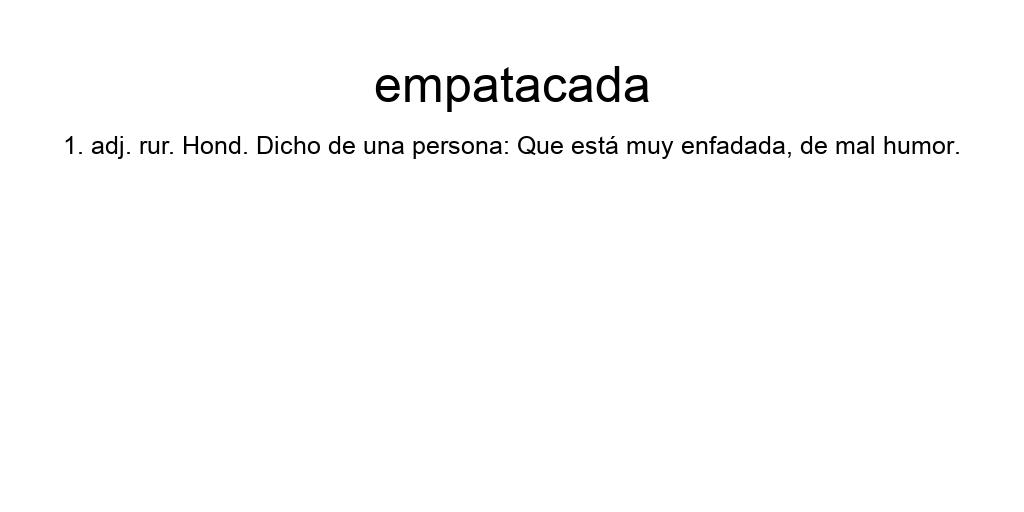 empatacada
1. adj. rur. Hond. Dicho de una persona: Que está muy enfadada, de mal humor.